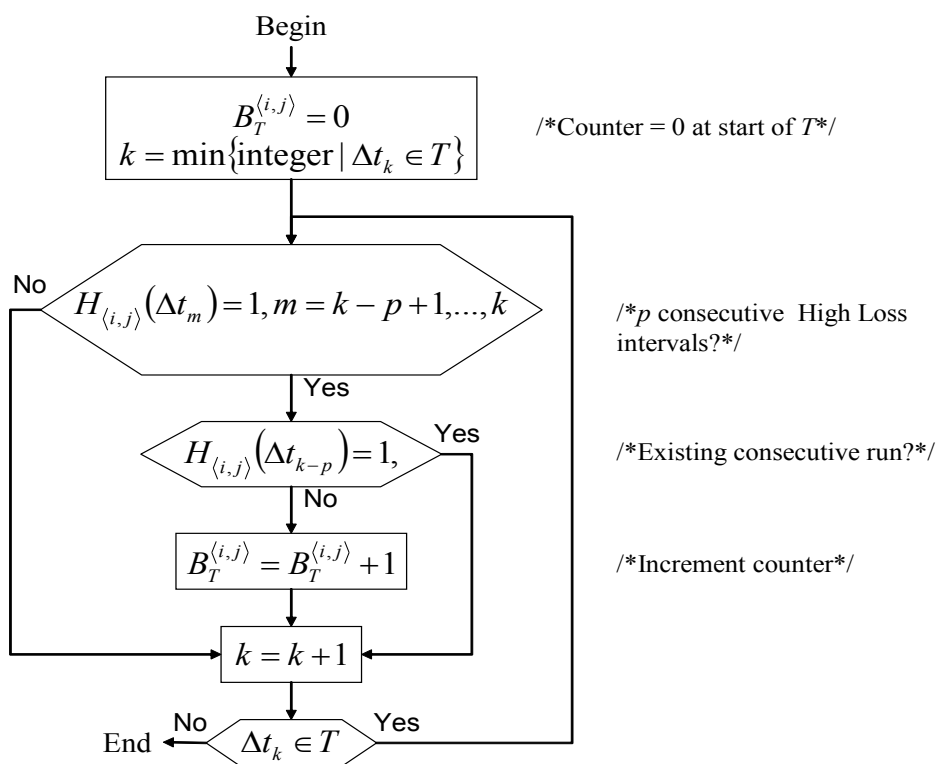 Begin
B_T^{⟨i,j⟩} = 0
k = min{integer | Δt_k ∈ T}
/*Counter = 0 at start of T*/
No
H_{⟨i,j⟩}(Δt_m) = 1, m = k − p + 1,..., k
/*p consecutive High Loss
intervals?*/
Yes
H_{⟨i,j⟩}(Δt_{k−p}) = 1,
Yes
/*Existing consecutive run?*/
No
B_T^{⟨i,j⟩} = B_T^{⟨i,j⟩} + 1
/*Increment counter*/
k = k + 1
End
No
Δt_k ∈ T
Yes